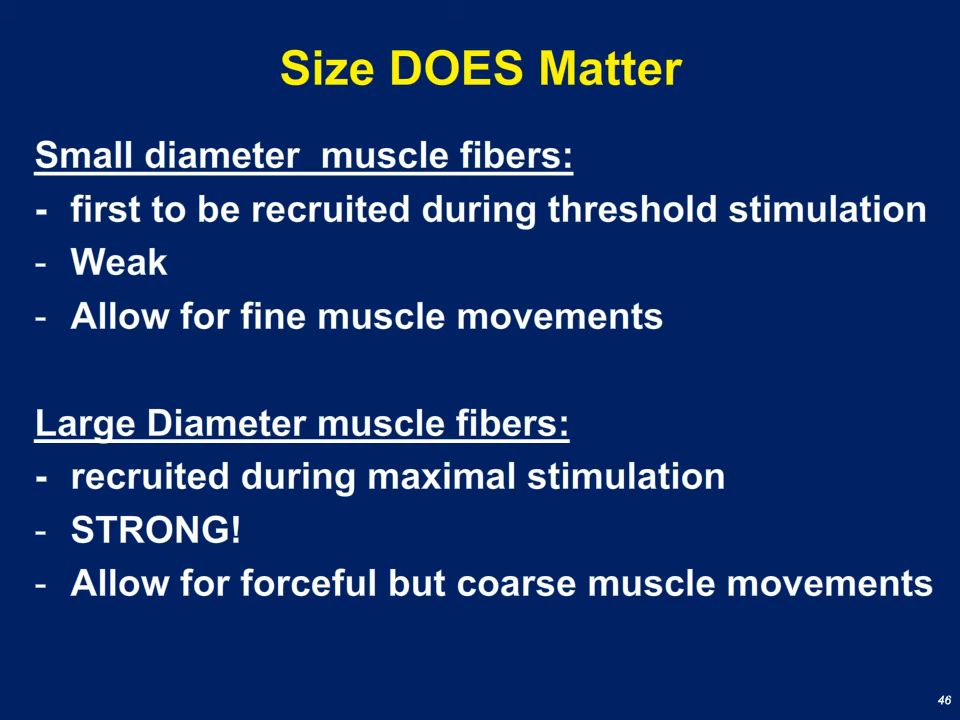 Size DOES Matter
Small diameter  muscle fibers:
- first to be recruited during threshold stimulation
- Weak
- Allow for fine muscle movements
Large Diameter muscle fibers:
- recruited during maximal stimulation
- STRONG!
- Allow for forceful but coarse muscle movements
46